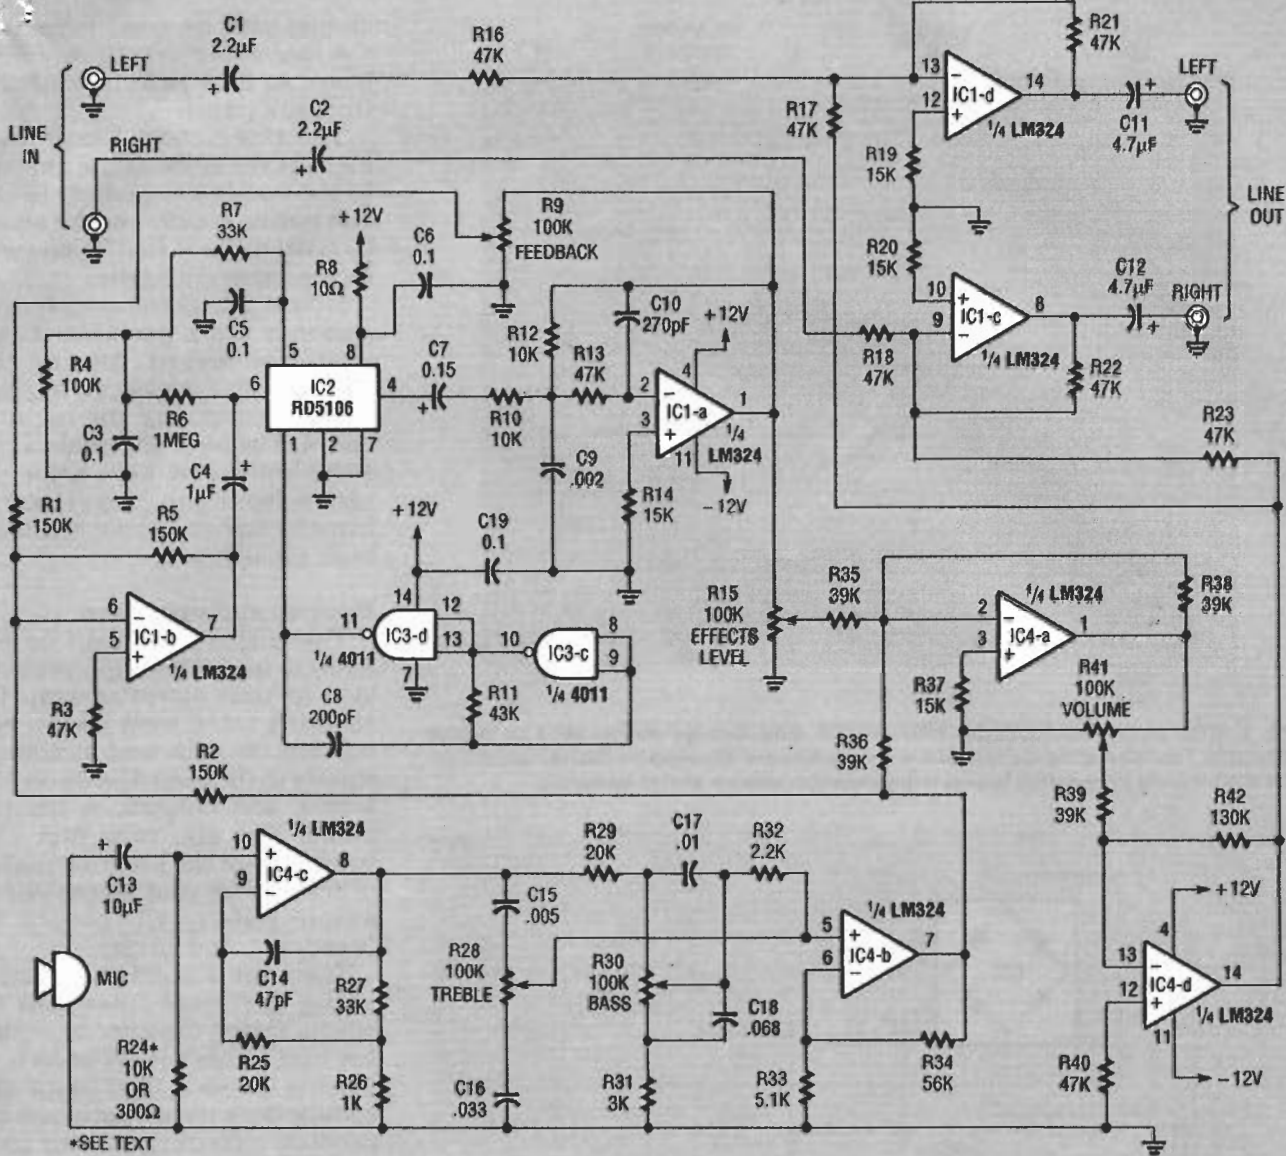 C1
2.2µF
LEFT
+
R16
47K
R21
47K
13
−
IC1-d
12
+
14
1/4 LM324
+
C11
4.7µF
LEFT
LINE
IN
C2
2.2µF
+
RIGHT
R17
47K
R19
15K
LINE
OUT
R7
33K
+12V
R8
10Ω
C6
0.1
R9
100K
FEEDBACK
R20
15K
C5
0.1
R12
10K
C10
270pF
+12V
10
+
IC1-c
9
−
8
1/4 LM324
C12
4.7µF
+
RIGHT
R4
100K
5
8
6
IC2
RD5106
4
1
2
7
C7
0.15
+
R10
10K
R13
47K
2
−
IC1-a
3
+
4
1
11
1/4
LM324
−12V
R18
47K
R22
47K
R23
47K
R6
1MEG
C3
0.1
C4
1µF
+
C9
.002
R14
15K
R1
150K
R5
150K
+12V
C19
0.1
6
−
IC1-b
5
+
7
1/4 LM324
14
12
11
IC3-d
13
1/4 4011
7
10
IC3-c
8
9
1/4 4011
R15
100K
EFFECTS
LEVEL
R35
39K
1/4 LM324
2
−
IC4-a
3
+
1
R38
39K
R3
47K
C8
200pF
R11
43K
R37
15K
R41
100K
VOLUME
R2
150K
R36
39K
R39
39K
R42
130K
1/4 LM324
+
C13
10µF
10
+
IC4-c
9
−
8
R29
20K
C17
.01
R32
2.2K
C15
.005
1/4 LM324
5
+
IC4-b
6
−
7
+12V
4
13
−
IC4-d
12
+
14
11
1/4 LM324
−12V
MIC
C14
47pF
R27
33K
R28
100K
TREBLE
R30
100K
BASS
C18
.068
R24*
10K
OR
300Ω
R25
20K
R26
1K
C16
.033
R31
3K
R33
5.1K
R34
56K
R40
47K
*SEE TEXT